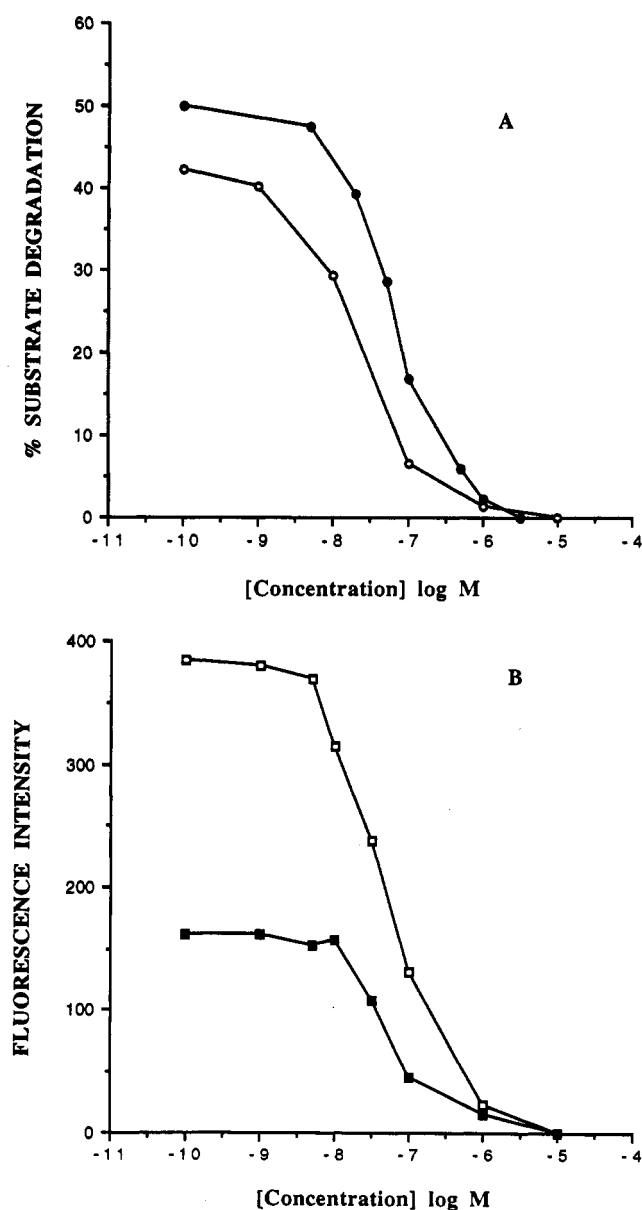 60
50
A
40
30
20
10
0
% SUBSTRATE DEGRADATION
-11 -10 -9 -8 -7 -6 -5 -4
[Concentration] log M
400
B
300
200
100
0
FLUORESCENCE INTENSITY
-11 -10 -9 -8 -7 -6 -5 -4
[Concentration] log M